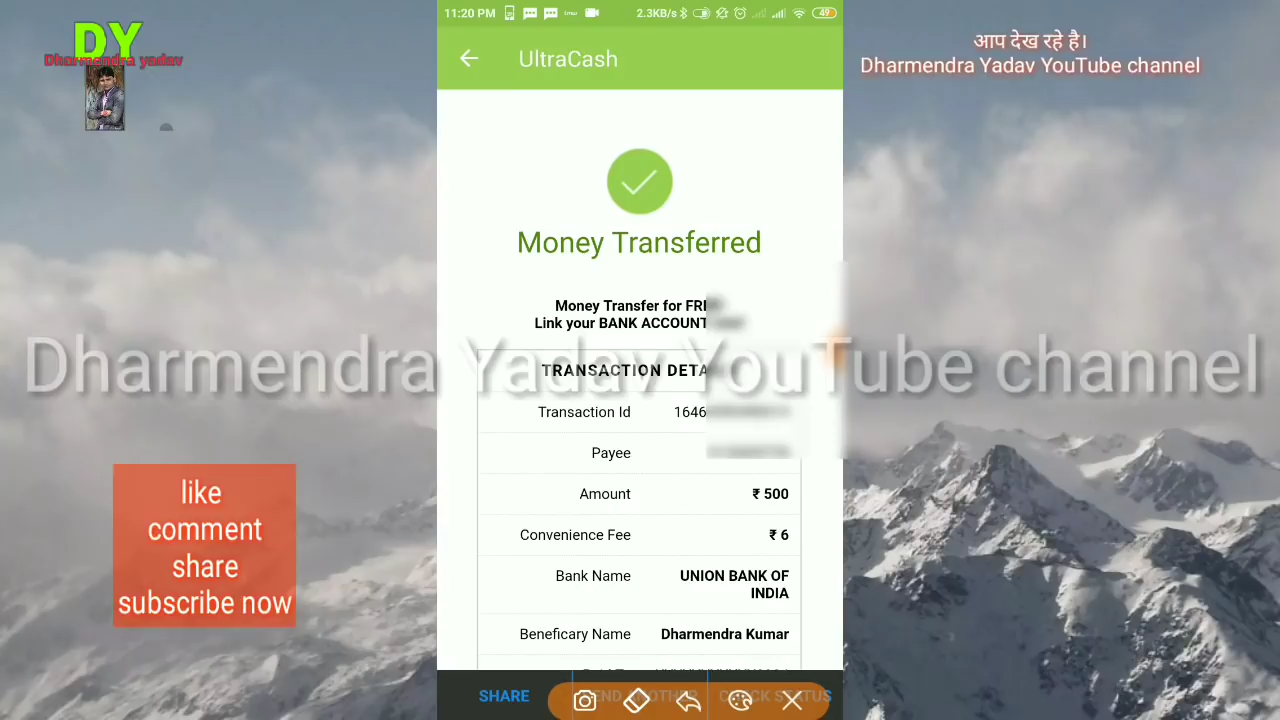 DY
Dharmendra yadav
आप देख रहे है।
Dharmendra Yadav YouTube channel
11:20 PM
2.3KB/s
49
UltraCash
Money Transferred
Money Transfer for
Link your BANK ACCOUNT
Dharmendra Yadav YouTube channel
TRANSACTION
Transaction Id 1646
Payee
Amount ₹ 500
Convenience Fee ₹ 6
Bank Name UNION BANK OF
INDIA
Beneficary Name Dharmendra Kumar
SHARE
CHECK STATUS
like
comment
share
subscribe now